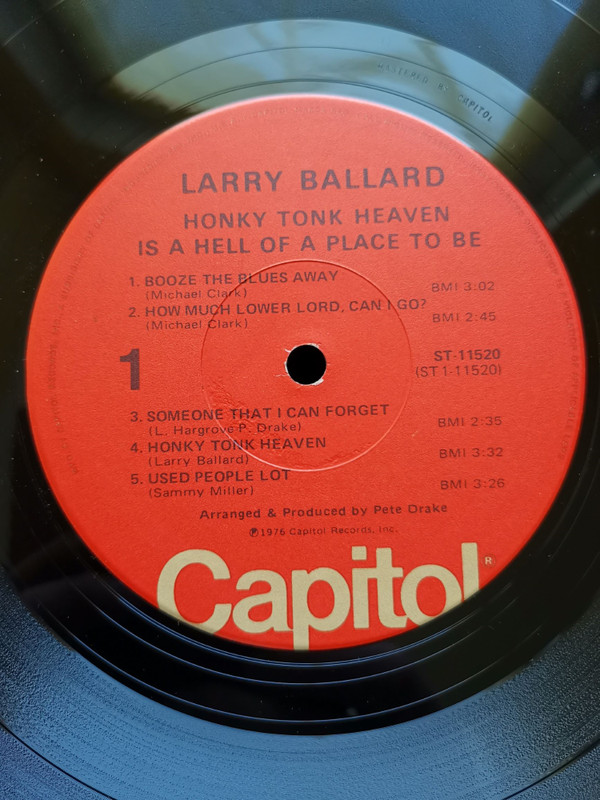 MASTERED BY CAPITOL
LARRY BALLARD
HONKY TONK HEAVEN
IS A HELL OF A PLACE TO BE
1. BOOZE THE BLUES AWAY
(Michael Clark) BMI 3:02
2. HOW MUCH LOWER LORD, CAN I GO?
(Michael Clark) BMI 2:45
1
ST-11520
(ST 1-11520)
3. SOMEONE THAT I CAN FORGET
(L. Hargrove-P. Drake) BMI 2:35
4. HONKY TONK HEAVEN
(Larry Ballard) BMI 3:32
5. USED PEOPLE LOT
(Sammy Miller) BMI 3:26
Arranged & Produced by Pete Drake
℗1976 Capitol Records, Inc.
Capitol®